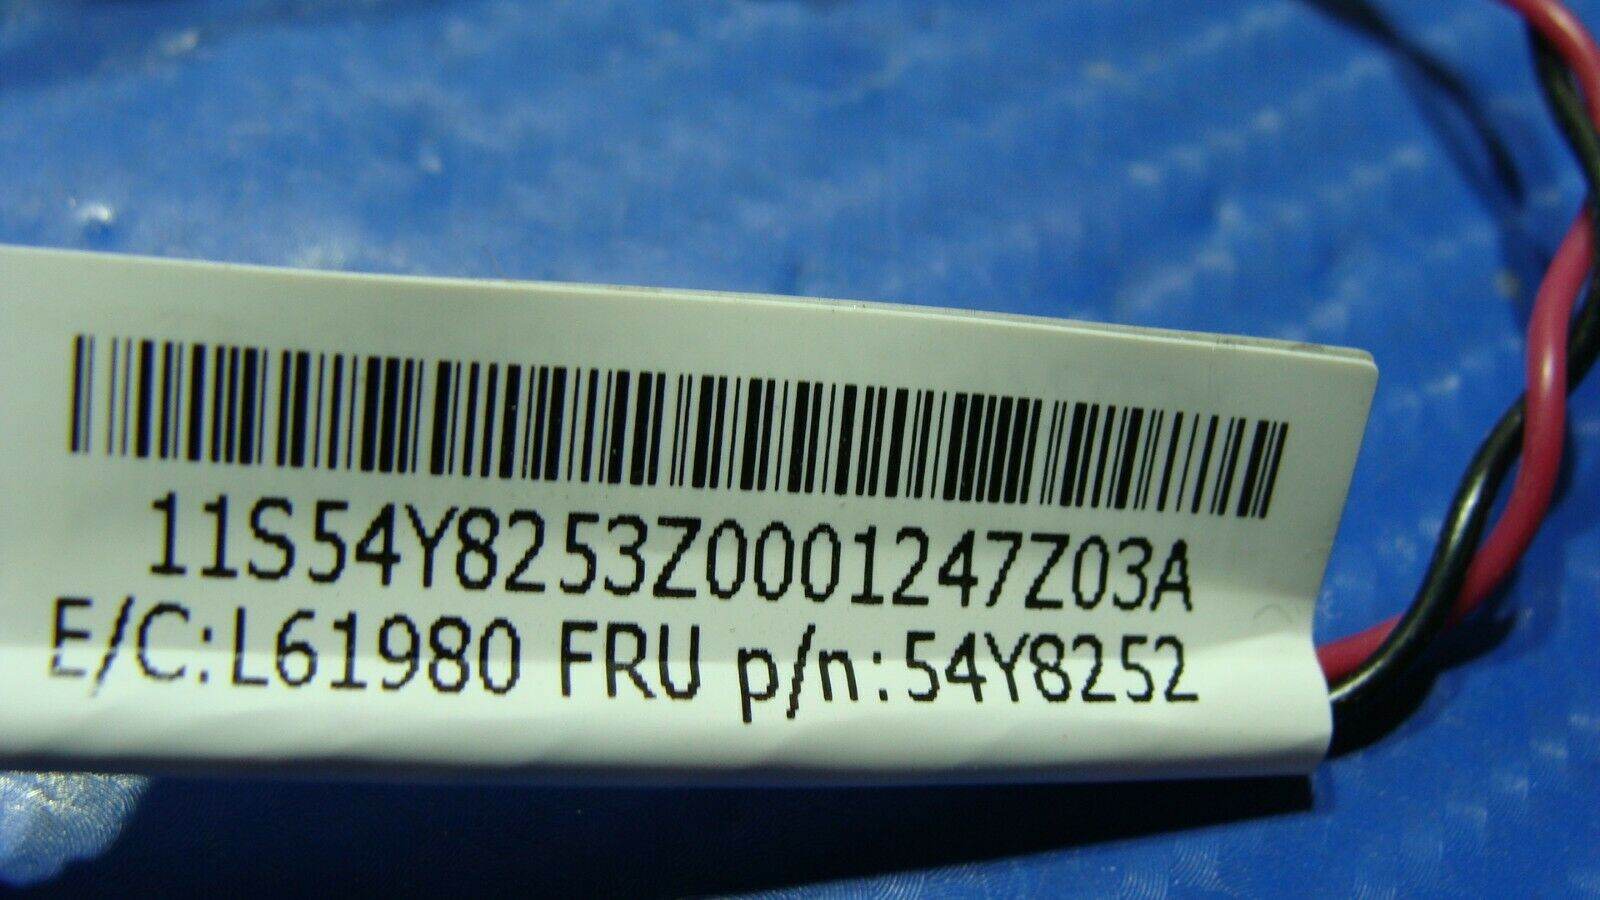 11S54Y8253Z0001247Z03A
E/C:L61980 FRU p/n:54Y8252